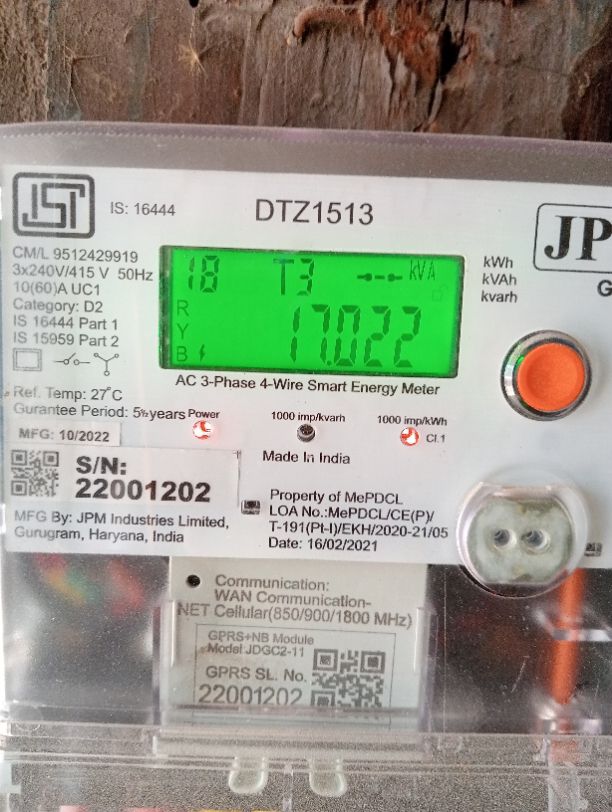 IS: 16444
DTZ1513
JP
G
CM/L 9512429919
3x240V/415 V 50Hz
10(60)A UC1
Category: D2
IS 16444 Part 1
IS 15959 Part 2
18 T3 kVA
R
Y
B
17.022
kWh
kVAh
kvarh
AC 3-Phase 4-Wire Smart Energy Meter
Ref. Temp: 27°C
Gurantee Period: 5½ years
Power
1000 imp/kvarh
1000 imp/kWh
Cl.1
MFG: 10/2022
Made In India
S/N:
22001202
MFG By: JPM Industries Limited,
Gurugram, Haryana, India
Property of MePDCL
LOA No.:MePDCL/CE(P)/
T-191(Pt-I)/EKH/2020-21/05
Date: 16/02/2021
Communication:
WAN Communication-
NET Cellular(850/900/1800 MHz)
GPRS+NB Module
Model JDGC2-11
GPRS SL. No.
22001202